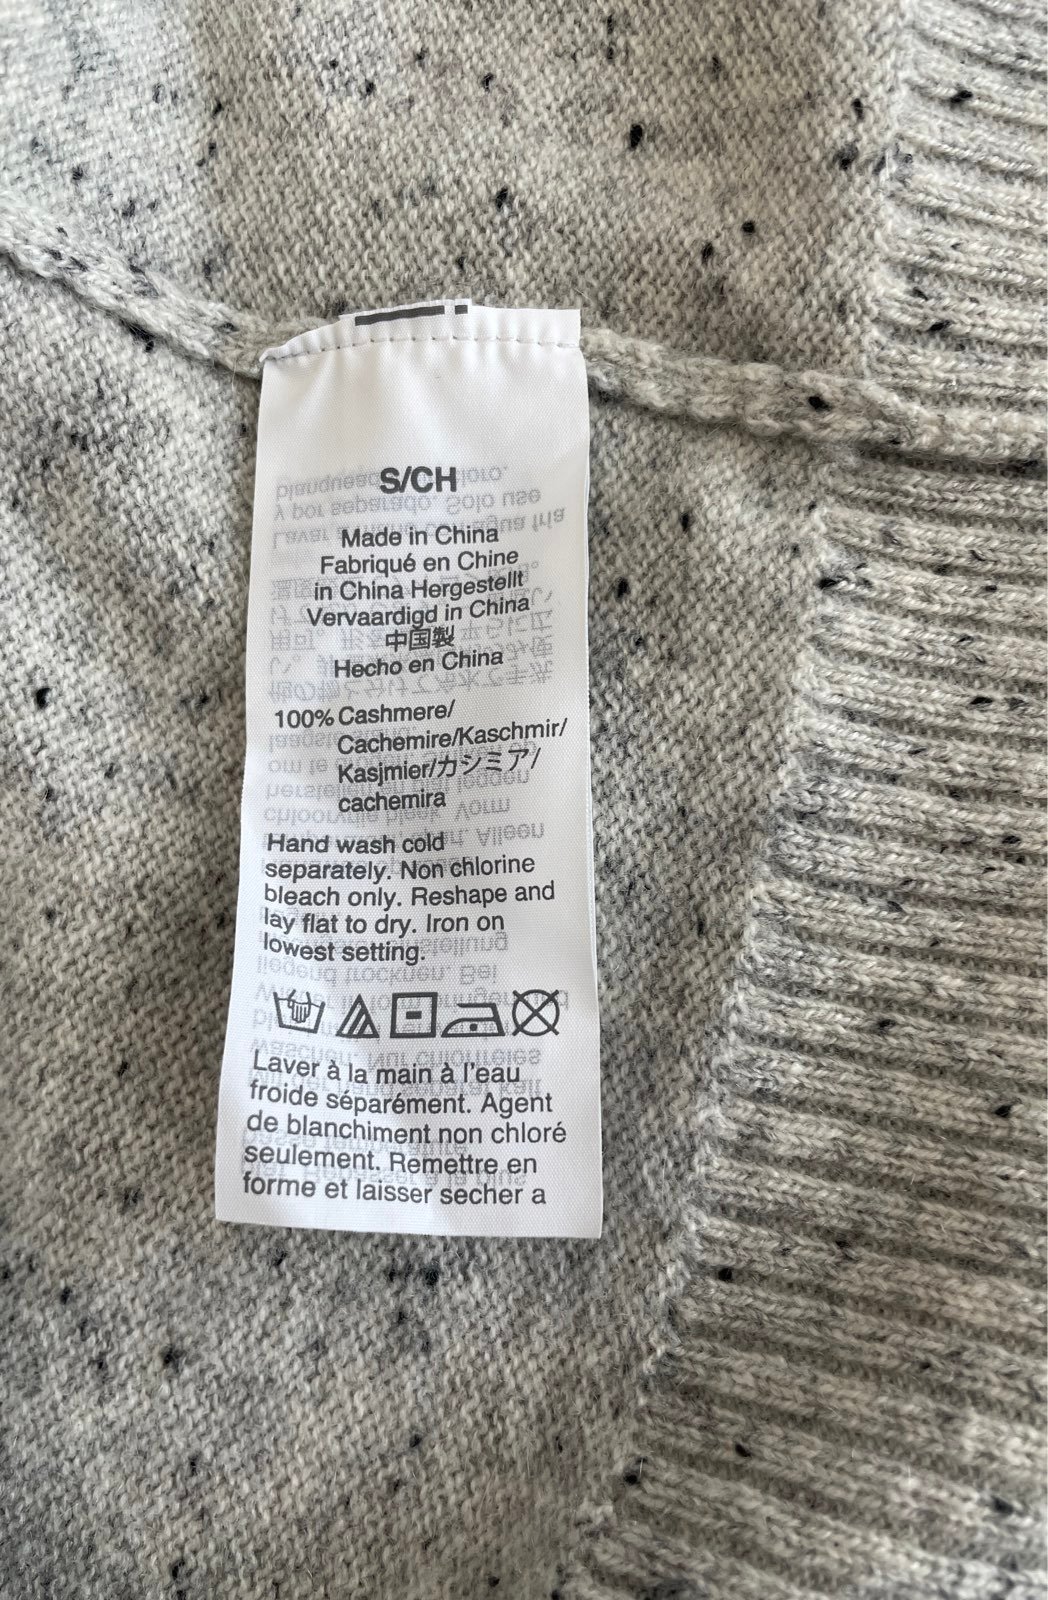 S/CH
Made in China
Fabriqué en Chine
in China Hergestellt
Vervaardigd in China
中国製
Hecho en China
100% Cashmere/
Cachemire/Kaschmir/
Kasjmier/カシミア/
cachemira
Hand wash cold
separately. Non chlorine
bleach only. Reshape and
lay flat to dry. Iron on
lowest setting.
Laver à la main à l'eau
froide séparément. Agent
de blanchiment non chloré
seulement. Remettre en
forme et laisser secher a